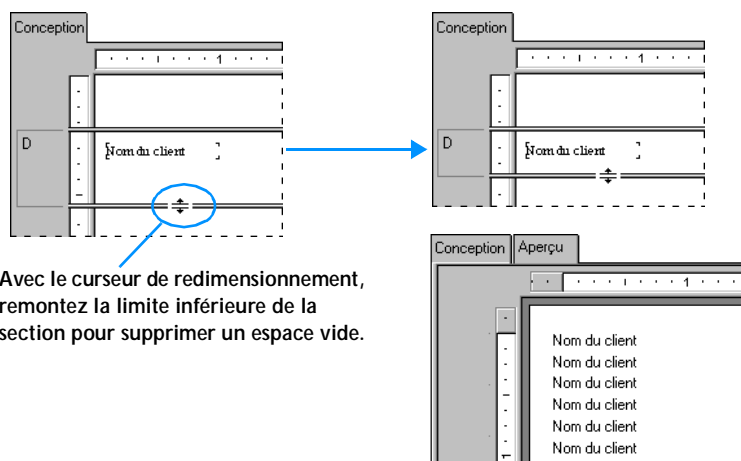 Conception
1
D
Nom du client
Avec le curseur de redimensionnement,
remontez la limite inférieure de la
section pour supprimer un espace vide.
Conception
1
D
Nom du client
Conception Aperçu
1
1
Nom du client
Nom du client
Nom du client
Nom du client
Nom du client
Nom du client